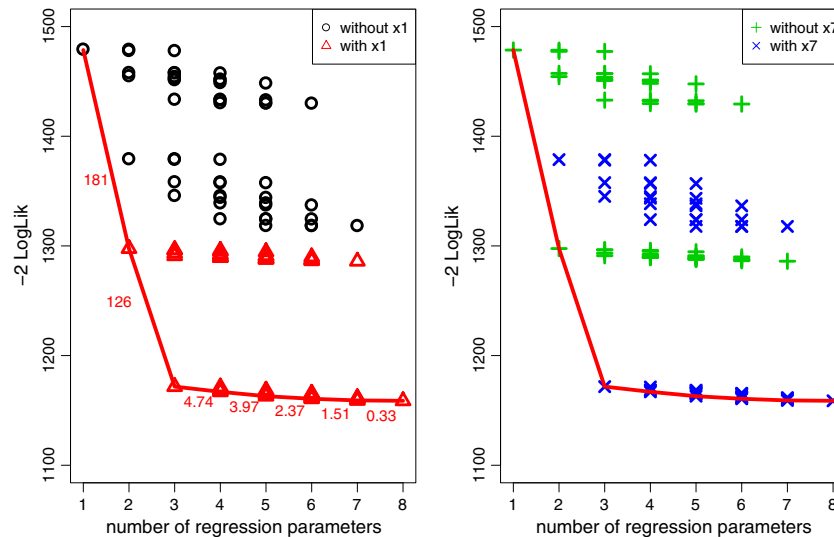 1500
1400
1300
1200
1100
−2 LogLik
without x1
with x1
181
126
4.74
3.97
2.37
1.51
0.33
1 2 3 4 5 6 7 8
number of regression parameters
1500
1400
1300
1200
1100
−2 LogLik
without x7
with x7
1 2 3 4 5 6 7 8
number of regression parameters